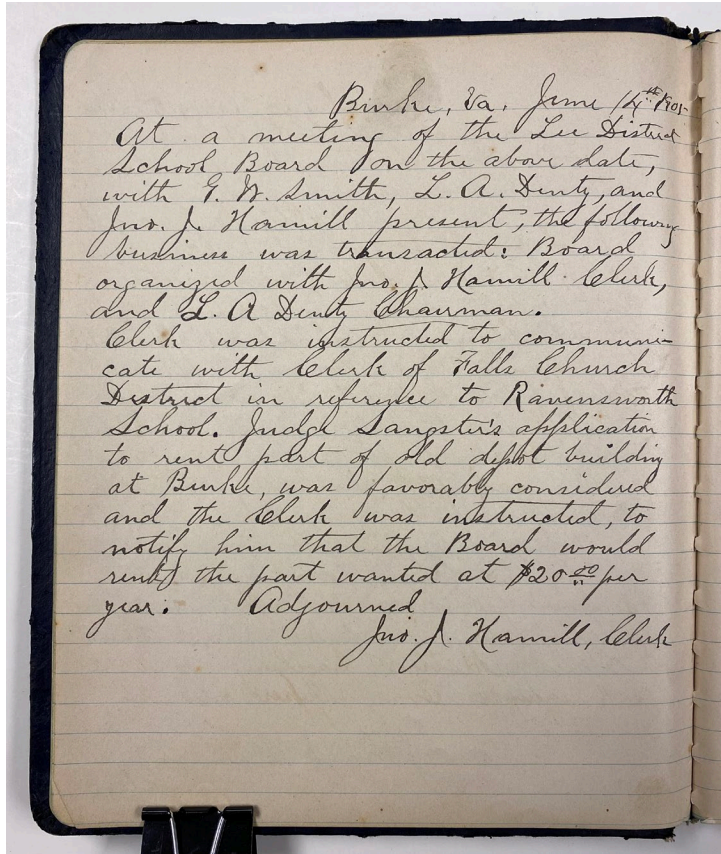 Burke, Va. June 14th 1905
At a meeting of the Lee District
School Board on the above date,
with G. W. Smith, L. A. Denty, and
Jno. J. Hamill present, the following
business was transacted: Board
organized with Jno. J. Hamill Clerk,
and L. A Denty Chairman.
Clerk was instructed to communi-
cate with Clerk of Falls Church
District in reference to Ravensworth
School. Judge Sangster's application
to rent part of old depot building
at Burke, was favorably considered
and the Clerk was instructed, to
notify him that the Board would
rent the part wanted at $20 00 per
year. Adjourned
Jno. J. Hamill, Clerk